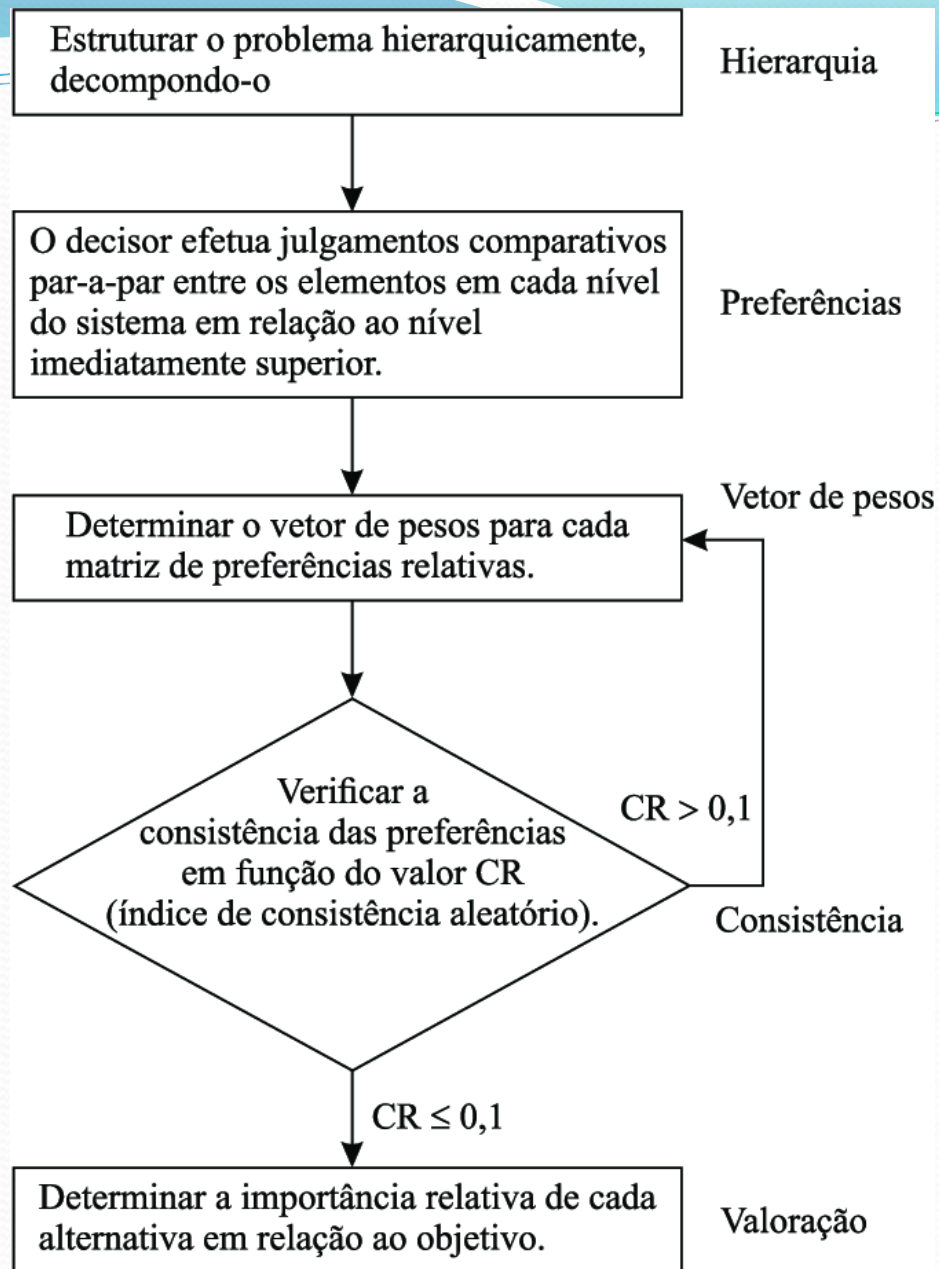 Estruturar o problema hierarquicamente,
decompondo-o
Hierarquia
O decisor efetua julgamentos comparativos
par-a-par entre os elementos em cada nível
do sistema em relação ao nível
imediatamente superior.
Preferências
Vetor de pesos
Determinar o vetor de pesos para cada
matriz de preferências relativas.
Verificar a
consistência das preferências
em função do valor CR
(índice de consistência aleatório).
CR > 0,1
Consistência
CR ≤ 0,1
Determinar a importância relativa de cada
alternativa em relação ao objetivo.
Valoração